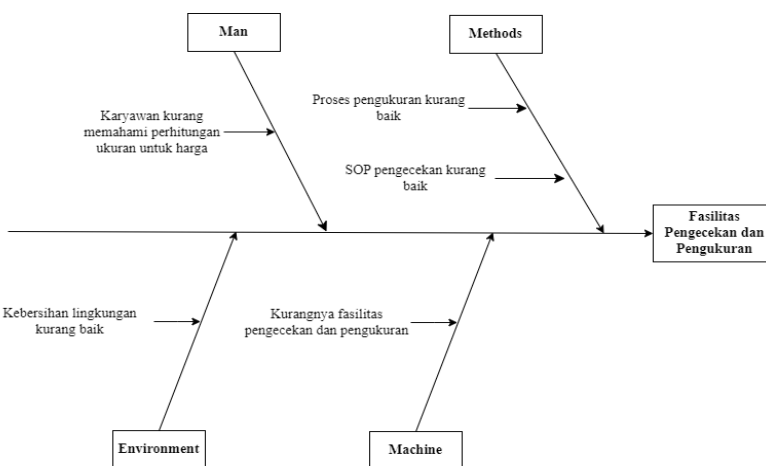 Man
Methods
Karyawan kurang
memahami perhitungan
ukuran untuk harga
Proses pengukuran kurang
baik
SOP pengecekan kurang
baik
Fasilitas
Pengecekan dan
Pengukuran
Kebersihan lingkungan
kurang baik
Kurangnya fasilitas
pengecekan dan pengukuran
Environment
Machine